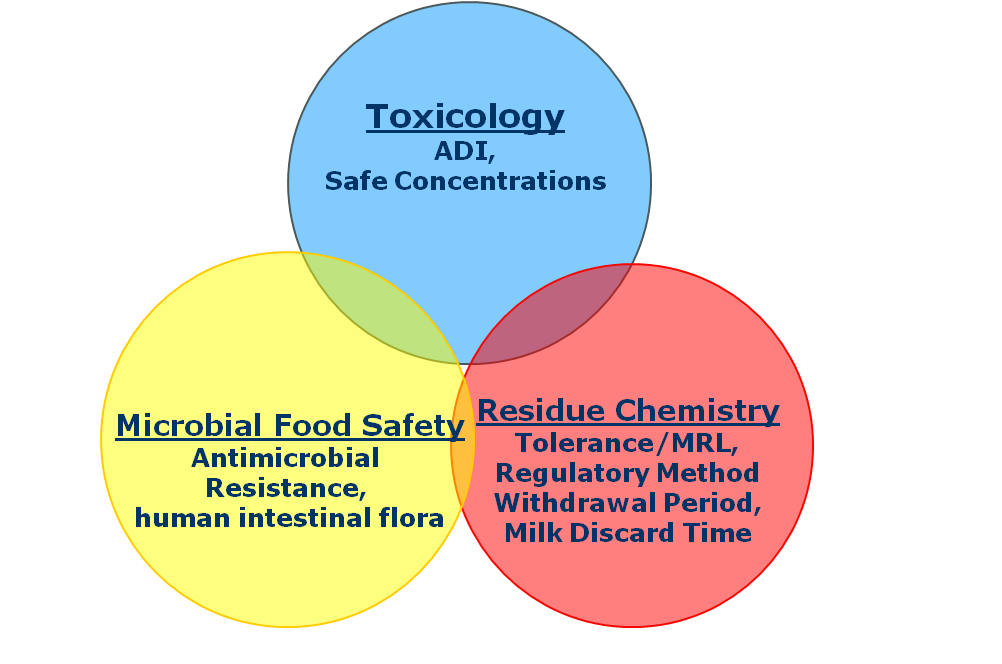 Toxicology
ADI,
Safe Concentrations
Microbial Food Safety
Antimicrobial
Resistance,
human intestinal flora
Residue Chemistry
Tolerance/MRL,
Regulatory Method
Withdrawal Period,
Milk Discard Time